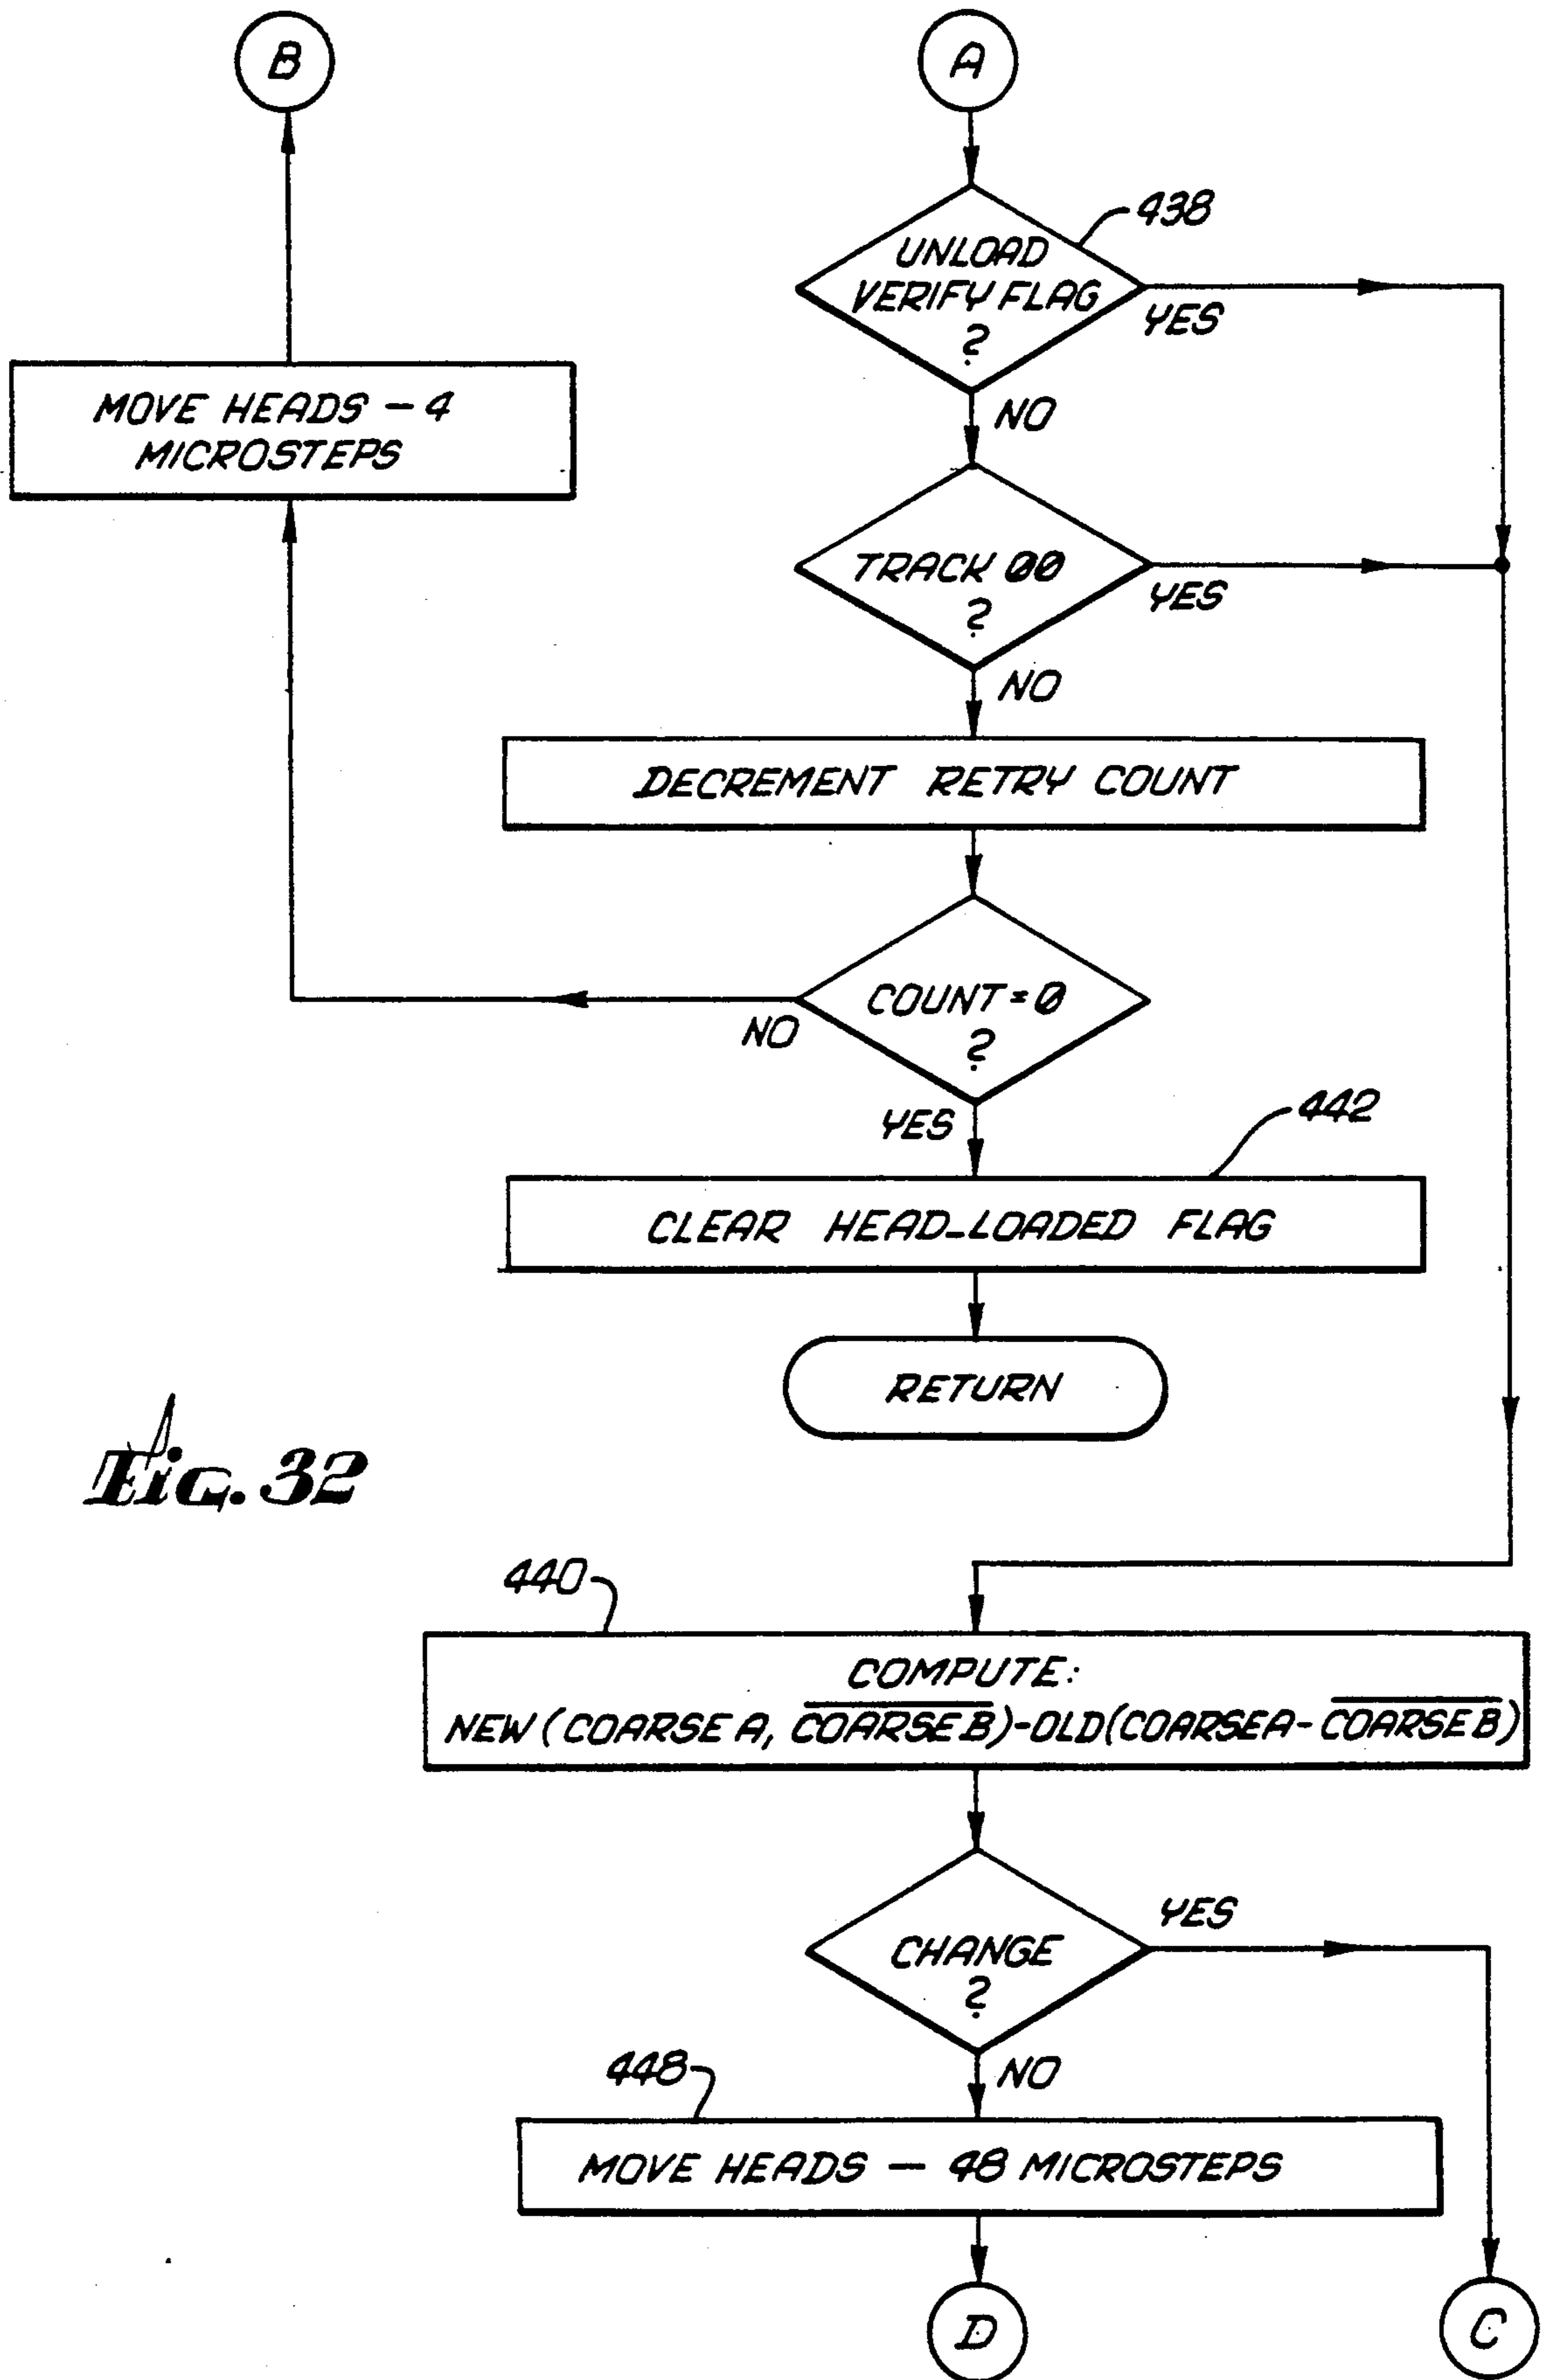 B
A
438
UNLOAD
VERIFY FLAG
?
YES
NO
MOVE HEADS — 4
MICROSTEPS
TRACK 00
?
YES
NO
DECREMENT RETRY COUNT
COUNT = 0
?
NO
YES
442
CLEAR HEAD_LOADED FLAG
RETURN
Fig. 32
440
COMPUTE:
NEW (COARSE A, C̅O̅A̅R̅S̅E̅ ̅B̅)-OLD(COARSEA-C̅O̅A̅R̅S̅E̅ ̅B̅)
CHANGE
?
YES
NO
448
MOVE HEADS — 48 MICROSTEPS
D
C